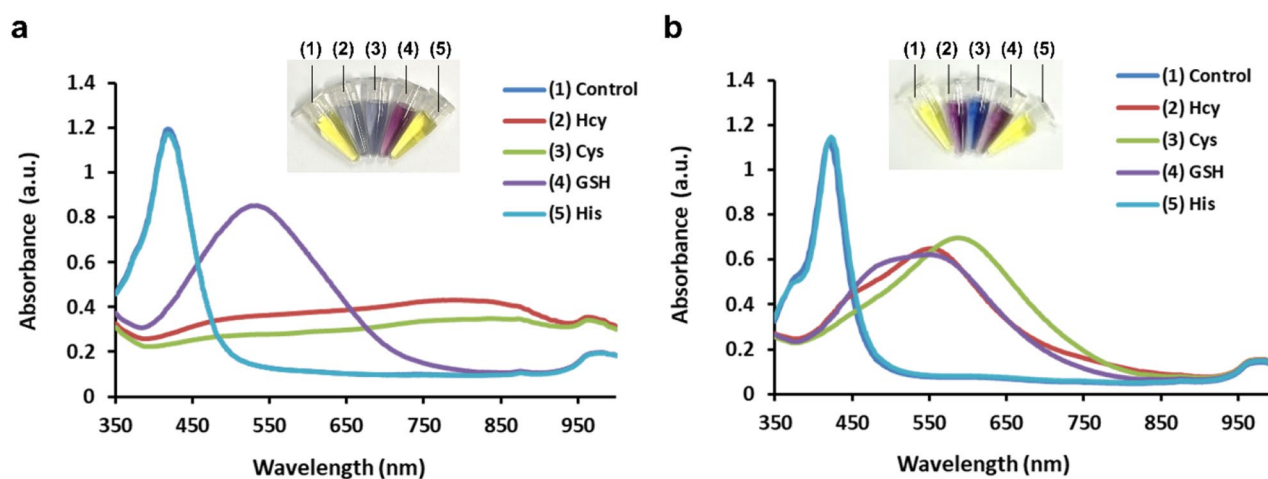 a
(1) (2) (3) (4) (5)
1.4
1.2
1
0.8
0.6
0.4
0.2
0
Absorbance (a.u.)
350 450 550 650 750 850 950
Wavelength (nm)
(1) Control
(2) Hcy
(3) Cys
(4) GSH
(5) His
b
(1) (2) (3) (4) (5)
1.4
1.2
1
0.8
0.6
0.4
0.2
0
Absorbance (a.u.)
350 450 550 650 750 850 950
Wavelength (nm)
(1) Control
(2) Hcy
(3) Cys
(4) GSH
(5) His